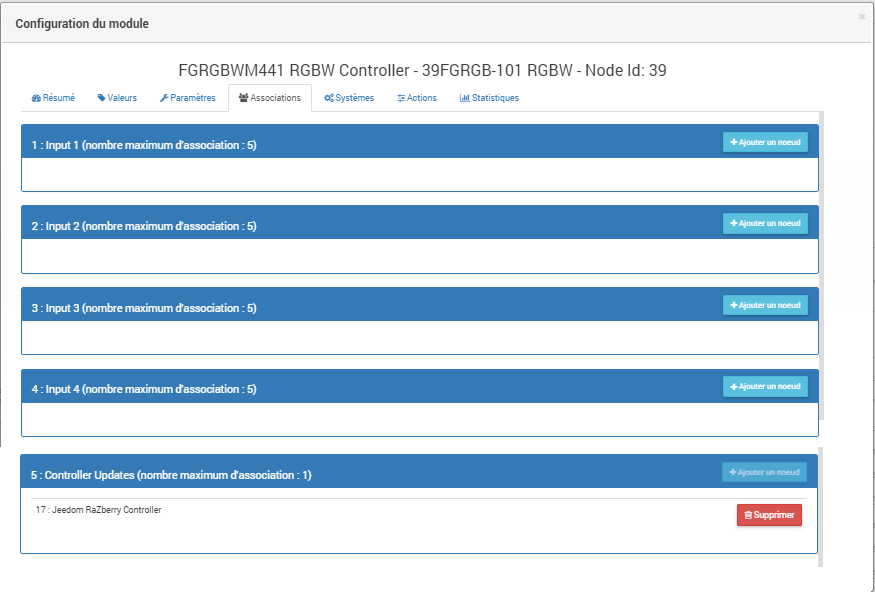 Configuration du module
FGRGBWM441 RGBW Controller - 39FGRGB-101 RGBW - Node Id: 39
Résumé Valeurs Paramètres Associations Systèmes Actions Statistiques
1 : Input 1 (nombre maximum d'association : 5) Ajouter un noeud
2 : Input 2 (nombre maximum d'association : 5) Ajouter un noeud
3 : Input 3 (nombre maximum d'association : 5) Ajouter un noeud
4 : Input 4 (nombre maximum d'association : 5) Ajouter un noeud
5 : Controller Updates (nombre maximum d'association : 1) Ajouter un noeud
17 : Jeedom RaZberry Controller Supprimer